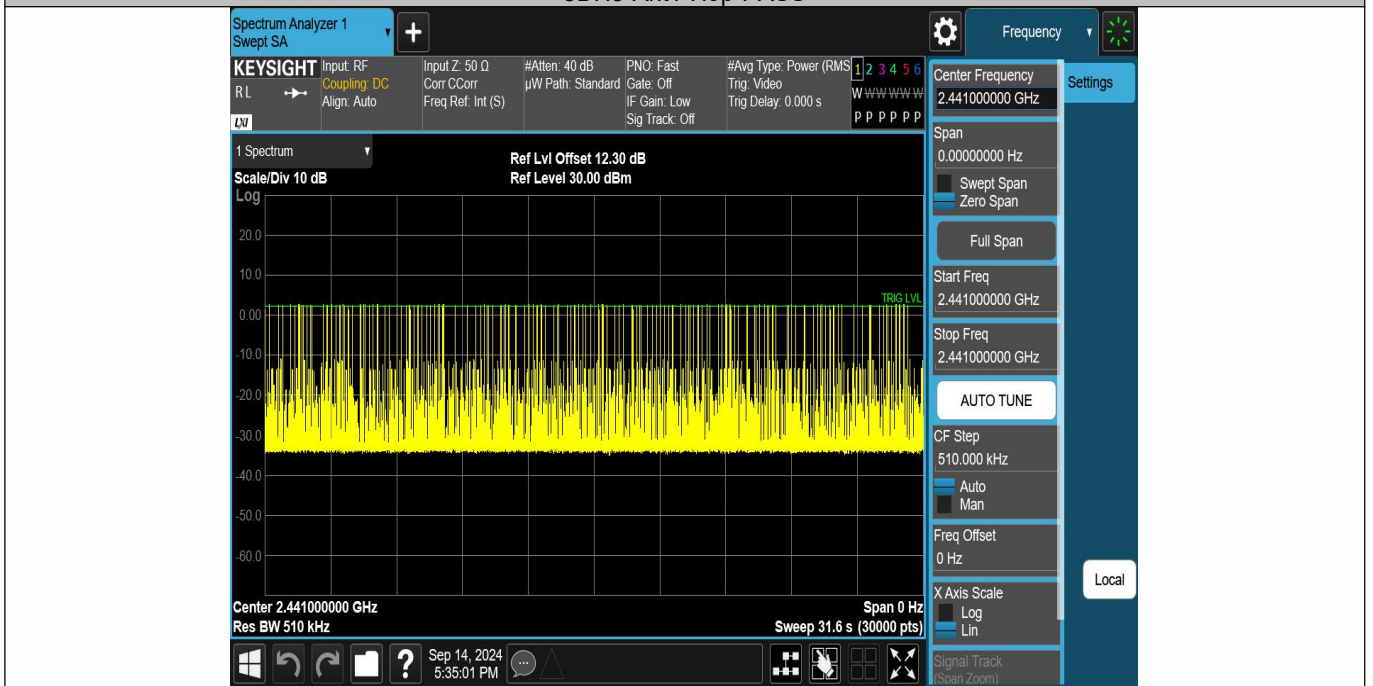 Spectrum Analyzer 1
Swept SA
+
Frequency
KEYSIGHT
RL
LXI
Input: RF
Coupling: DC
Align: Auto
Input Z: 50 Ω
Corr CCorr
Freq Ref: Int (S)
#Atten: 40 dB
µW Path: Standard
PNO: Fast
Gate: Off
IF Gain: Low
Sig Track: Off
#Avg Type: Power (RMS
Trig: Video
Trig Delay: 0.000 s
1 2 3 4 5 6
W W W W W W
P P P P P P
1 Spectrum
Scale/Div 10 dB
Log
Ref Lvl Offset 12.30 dB
Ref Level 30.00 dBm
20.0
10.0
0.00
-10.0
-20.0
-30.0
-40.0
-50.0
-60.0
TRIG LVL
Center 2.441000000 GHz
Res BW 510 kHz
Span 0 Hz
Sweep 31.6 s (30000 pts)
Center Frequency
2.441000000 GHz
Settings
Span
0.00000000 Hz
Swept Span
Zero Span
Full Span
Start Freq
2.441000000 GHz
Stop Freq
2.441000000 GHz
AUTO TUNE
CF Step
510.000 kHz
Auto
Man
Freq Offset
0 Hz
X Axis Scale
Log
Lin
Signal Track
(Span Zoom)
Local
?
Sep 14, 2024
5:35:01 PM